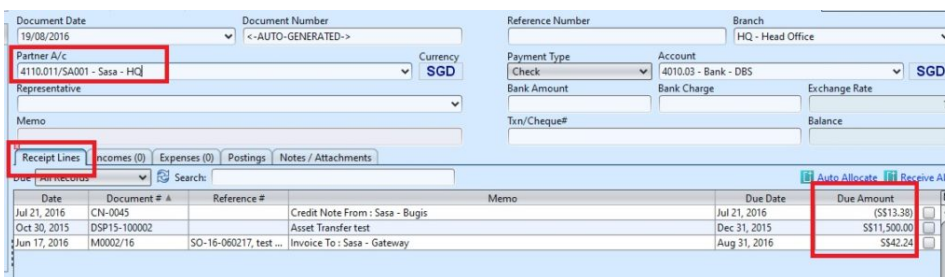 Document Date Document Number Reference Number Branch
19/08/2016 <-AUTO-GENERATED-> HQ - Head Office
Partner A/c Currency Payment Type Account
4110.011/SA001 - Sasa - HQ SGD Check 4010.03 - Bank - DBS SGD
Representative Bank Amount Bank Charge Exchange Rate
Memo Txn/Cheque# Balance
Receipt Lines Incomes (0) Expenses (0) Postings Notes / Attachments
Due All Records Search: Auto Allocate Receive Al
Date Document # Reference # Memo Due Date Due Amount
Jul 21, 2016 CN-0045 Credit Note From : Sasa - Bugis Jul 21, 2016 (S$13.38)
Oct 30, 2015 DSP15-100002 Asset Transfer test Dec 31, 2015 S$11,500.00
Jun 17, 2016 M0002/16 SO-16-060217, test ... Invoice To : Sasa - Gateway Aug 31, 2016 S$42.24